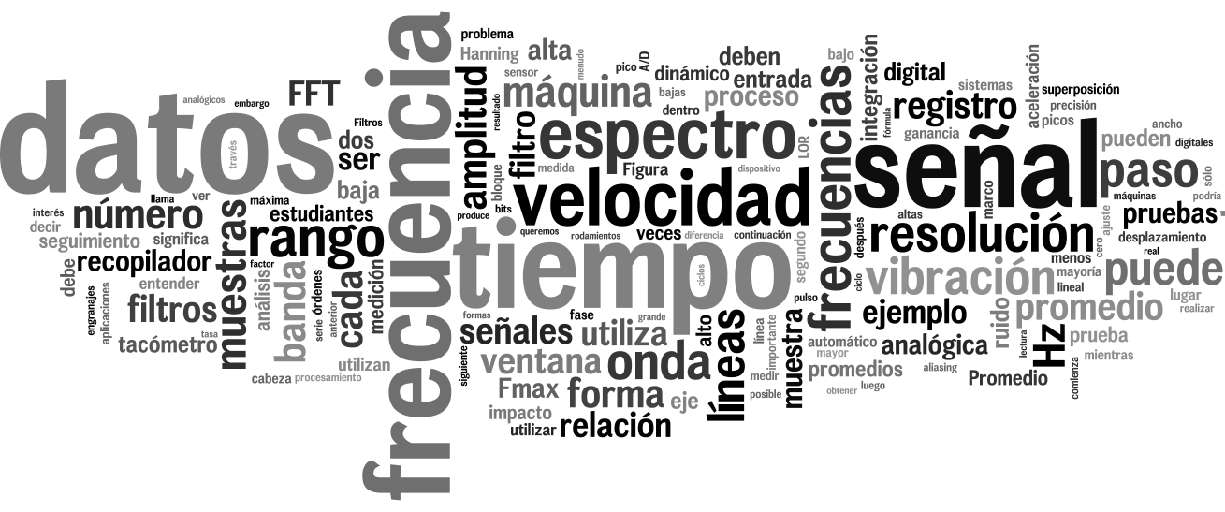 datos
frecuencia
tiempo
señal
velocidad
espectro
frecuencias
resolución
rango
vibración
máquina
registro
paso
puede
onda
forma
Hz
líneas
amplitud
filtro
muestras
número
FFT
dos
ser
baja
analógicos
embargo
Filtros
través
llama
ver
máxima
estudiantes
interés
decir
seguimiento
significa
recopilador
debe
entender
filtros
engranajes
aplicaciones
tasa
tacómetro
factor
análisis
banda
serie
órdenes
anterior
cada
medición
utilizan
cabeza
procesamiento
problema
Hanning
alta
menudo
sensor
resultado
pico
A/D
bajas
dinámico
deben
entrada
dentro
proceso
LOR
medida
Figura
dispositivo
bloque
bits
produce
queremos
rodamientos
veces
diferencia
continuación
segundo
ciclos
pulso
formas
fase
grande
señales
utiliza
alto
línea
importante
siguiente
ventana
Fmax
eje
medir
posible
muestra
impacto
utilizar
relación
bajo
integración
digital
sistemas
fórmula
ganancia
aceleración
superposición
precisión
picos
ancho
pueden
digitales
sólo
máquinas
podría
marco
altas
después
ciclo
cero
ajuste
pruebas
desplazamiento
real
menos
mayoría
lineal
lugar
realizar
promedio
ejemplo
ruido
prueba
automático
mayor
analógica
lectura
mientras
promedios
aliasing
Promedio
comienza
obtener
luego